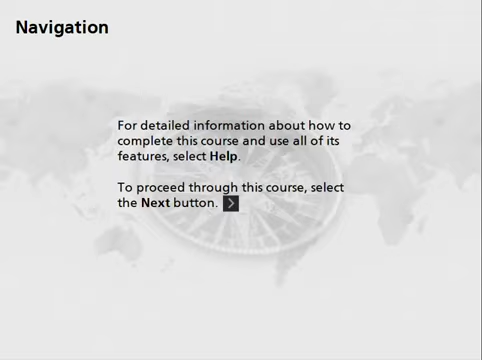 Navigation
For detailed information about how to
complete this course and use all of its
features, select Help.
To proceed through this course, select
the Next button.